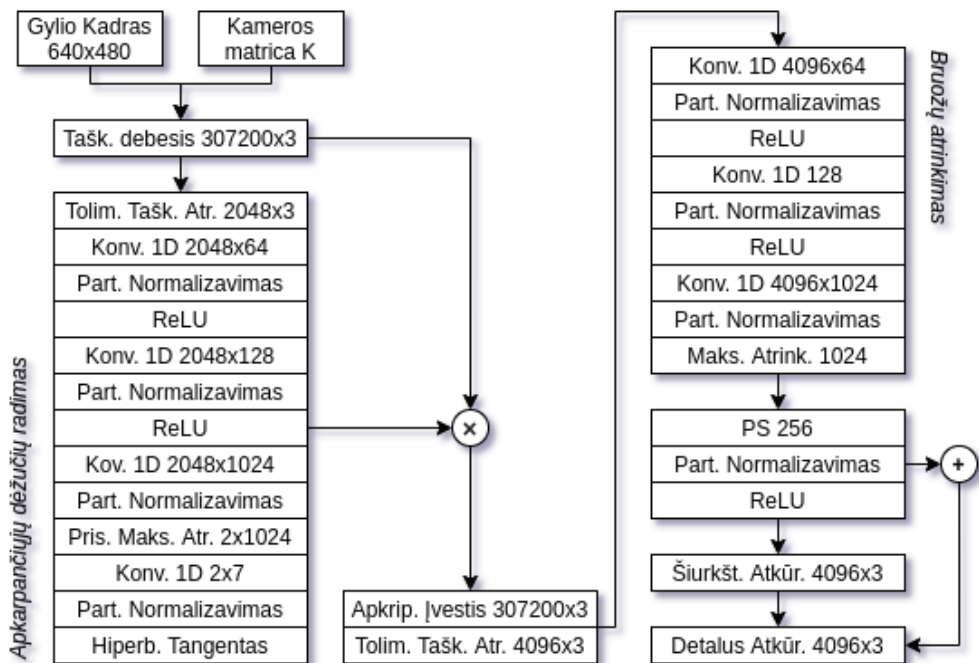 Gylio Kadras
640x480
Kameros
matrica K
Tašk. debesis 307200x3
Apkarpančiųjų dėžučių radimas
Tolim. Tašk. Atr. 2048x3
Konv. 1D 2048x64
Part. Normalizavimas
ReLU
Konv. 1D 2048x128
Part. Normalizavimas
ReLU
Kov. 1D 2048x1024
Part. Normalizavimas
Pris. Maks. Atr. 2x1024
Konv. 1D 2x7
Part. Normalizavimas
Hiperb. Tangentas
×
Apkrip. Įvestis 307200x3
Tolim. Tašk. Atr. 4096x3
Bruožų atrinkimas
Konv. 1D 4096x64
Part. Normalizavimas
ReLU
Konv. 1D 128
Part. Normalizavimas
ReLU
Konv. 1D 4096x1024
Part. Normalizavimas
Maks. Atrink. 1024
PS 256
Part. Normalizavimas
ReLU
+
Šiurkšt. Atkūr. 4096x3
Detalus Atkūr. 4096x3